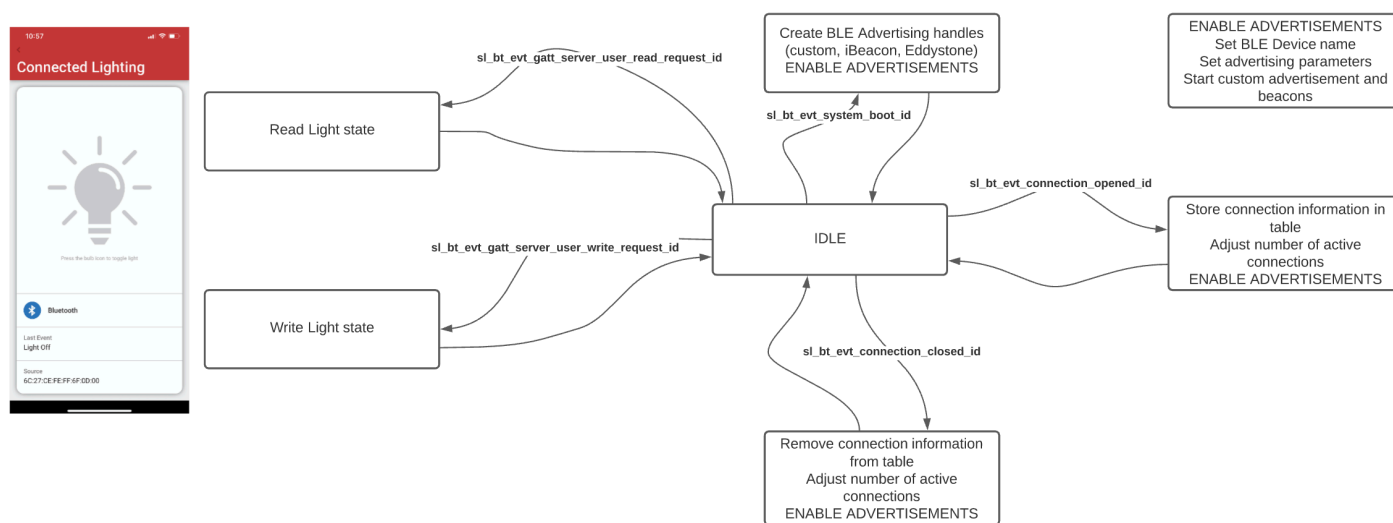 10:57
Connected Lighting
Press the bulb icon to toggle light
Bluetooth
Last Event
Light Off
Source
6C:27:CE:FE:FF:6F:0D:00
sl_bt_evt_gatt_server_user_read_request_id
Read Light state
sl_bt_evt_gatt_server_user_write_request_id
Write Light state
Create BLE Advertising handles
(custom, iBeacon, Eddystone)
ENABLE ADVERTISEMENTS
sl_bt_evt_system_boot_id
IDLE
sl_bt_evt_connection_closed_id
Remove connection information
from table
Adjust number of active
connections
ENABLE ADVERTISEMENTS
ENABLE ADVERTISEMENTS
Set BLE Device name
Set advertising parameters
Start custom advertisement and
beacons
sl_bt_evt_connection_opened_id
Store connection information in
table
Adjust number of active
connections
ENABLE ADVERTISEMENTS